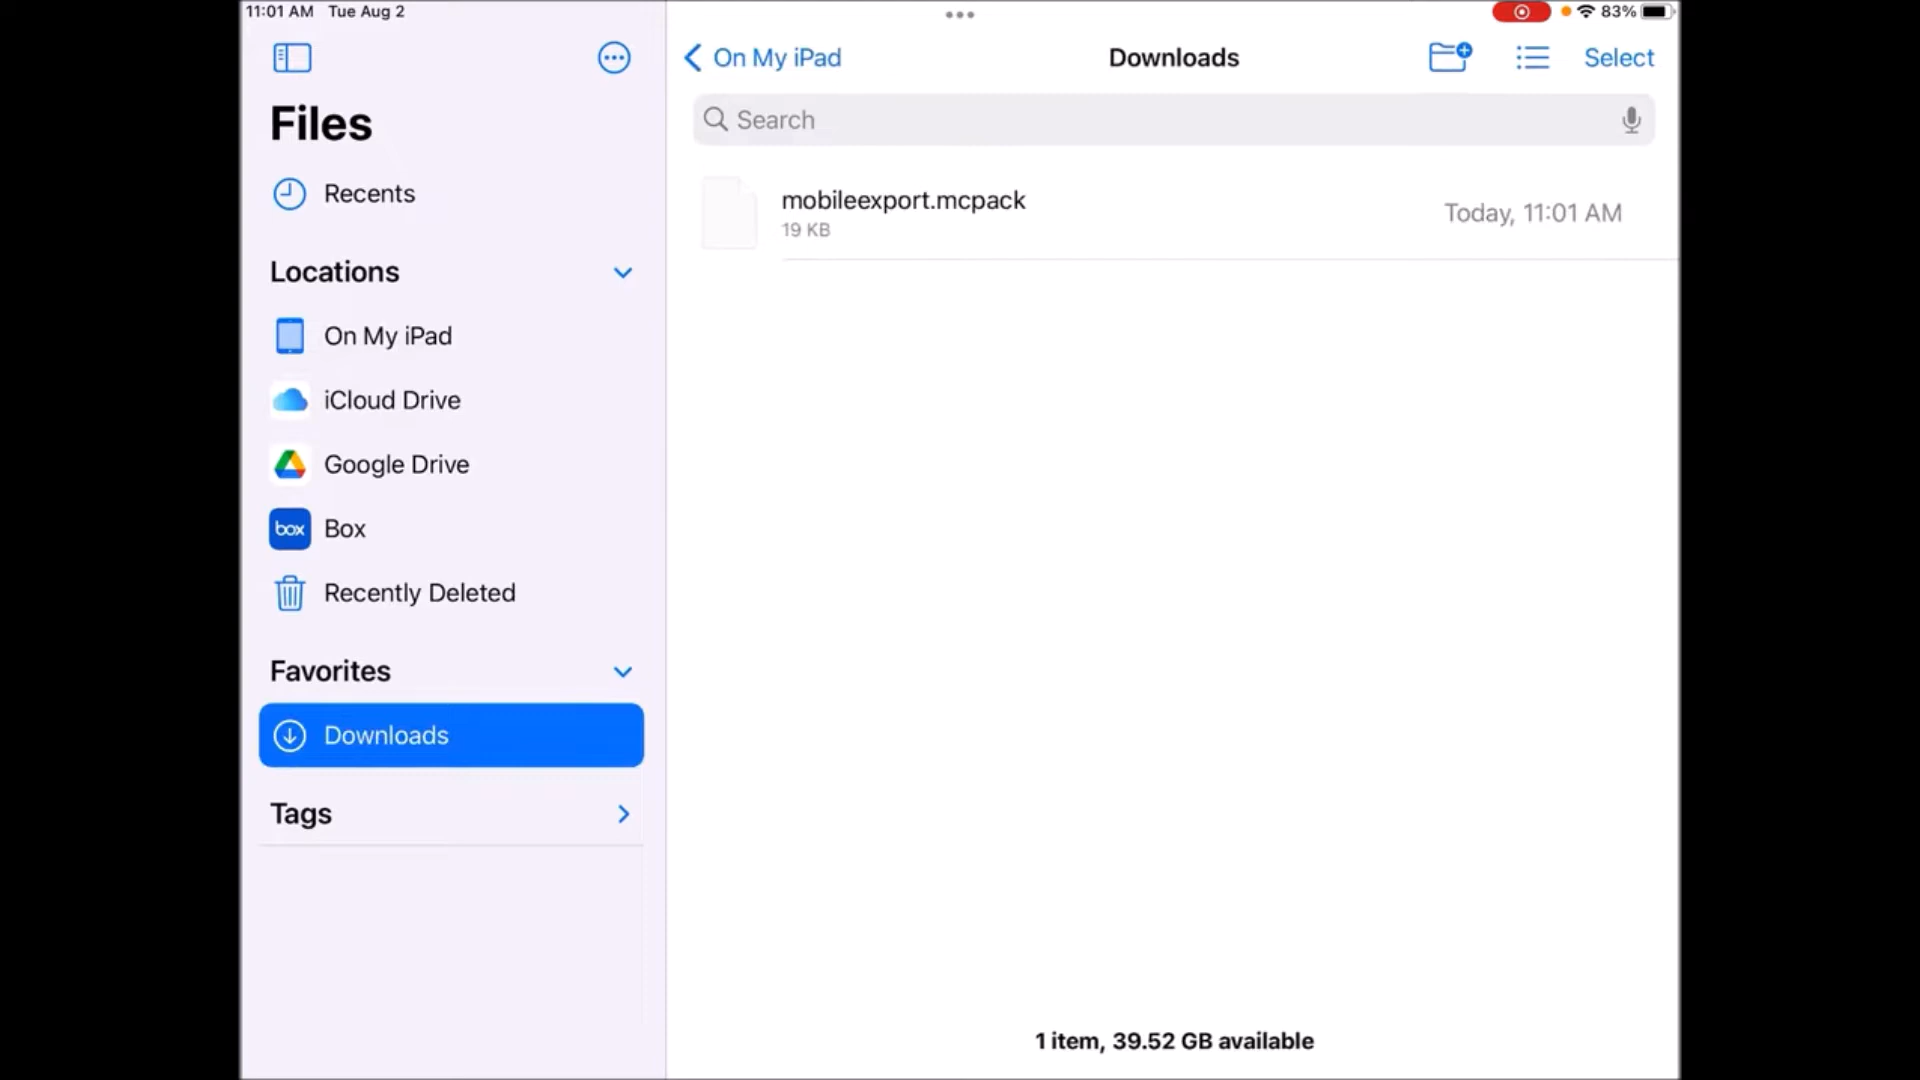 11:01 AM Tue Aug 2
83%
Files
Recents
Locations
On My iPad
iCloud Drive
Google Drive
box
Box
Recently Deleted
Favorites
Downloads
Tags
On My iPad
Downloads
Select
Search
mobileexport.mcpack
19 KB
Today, 11:01 AM
1 item, 39.52 GB available